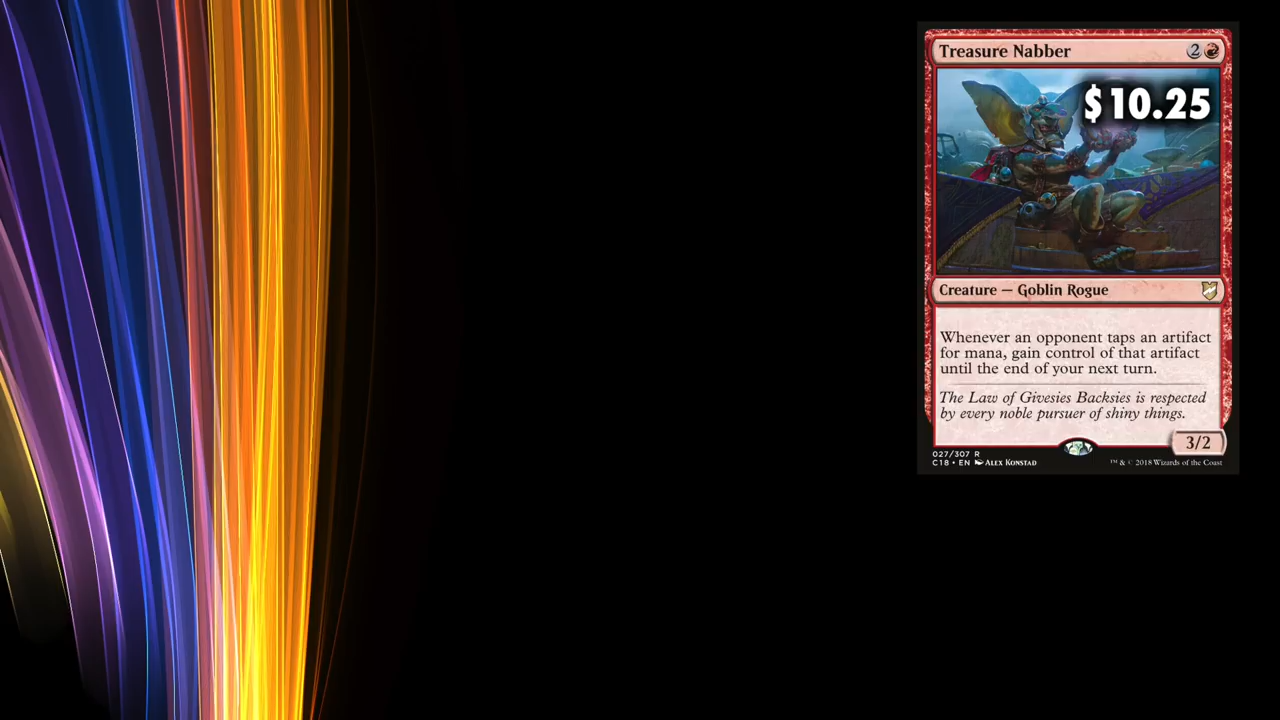 Treasure Nabber 2
$10.25
Creature — Goblin Rogue
Whenever an opponent taps an artifact
for mana, gain control of that artifact
until the end of your next turn.
The Law of Givesies Backsies is respected
by every noble pursuer of shiny things.
3/2
027/307 R
C18 • EN Alex Konstad
™ & © 2018 Wizards of the Coast